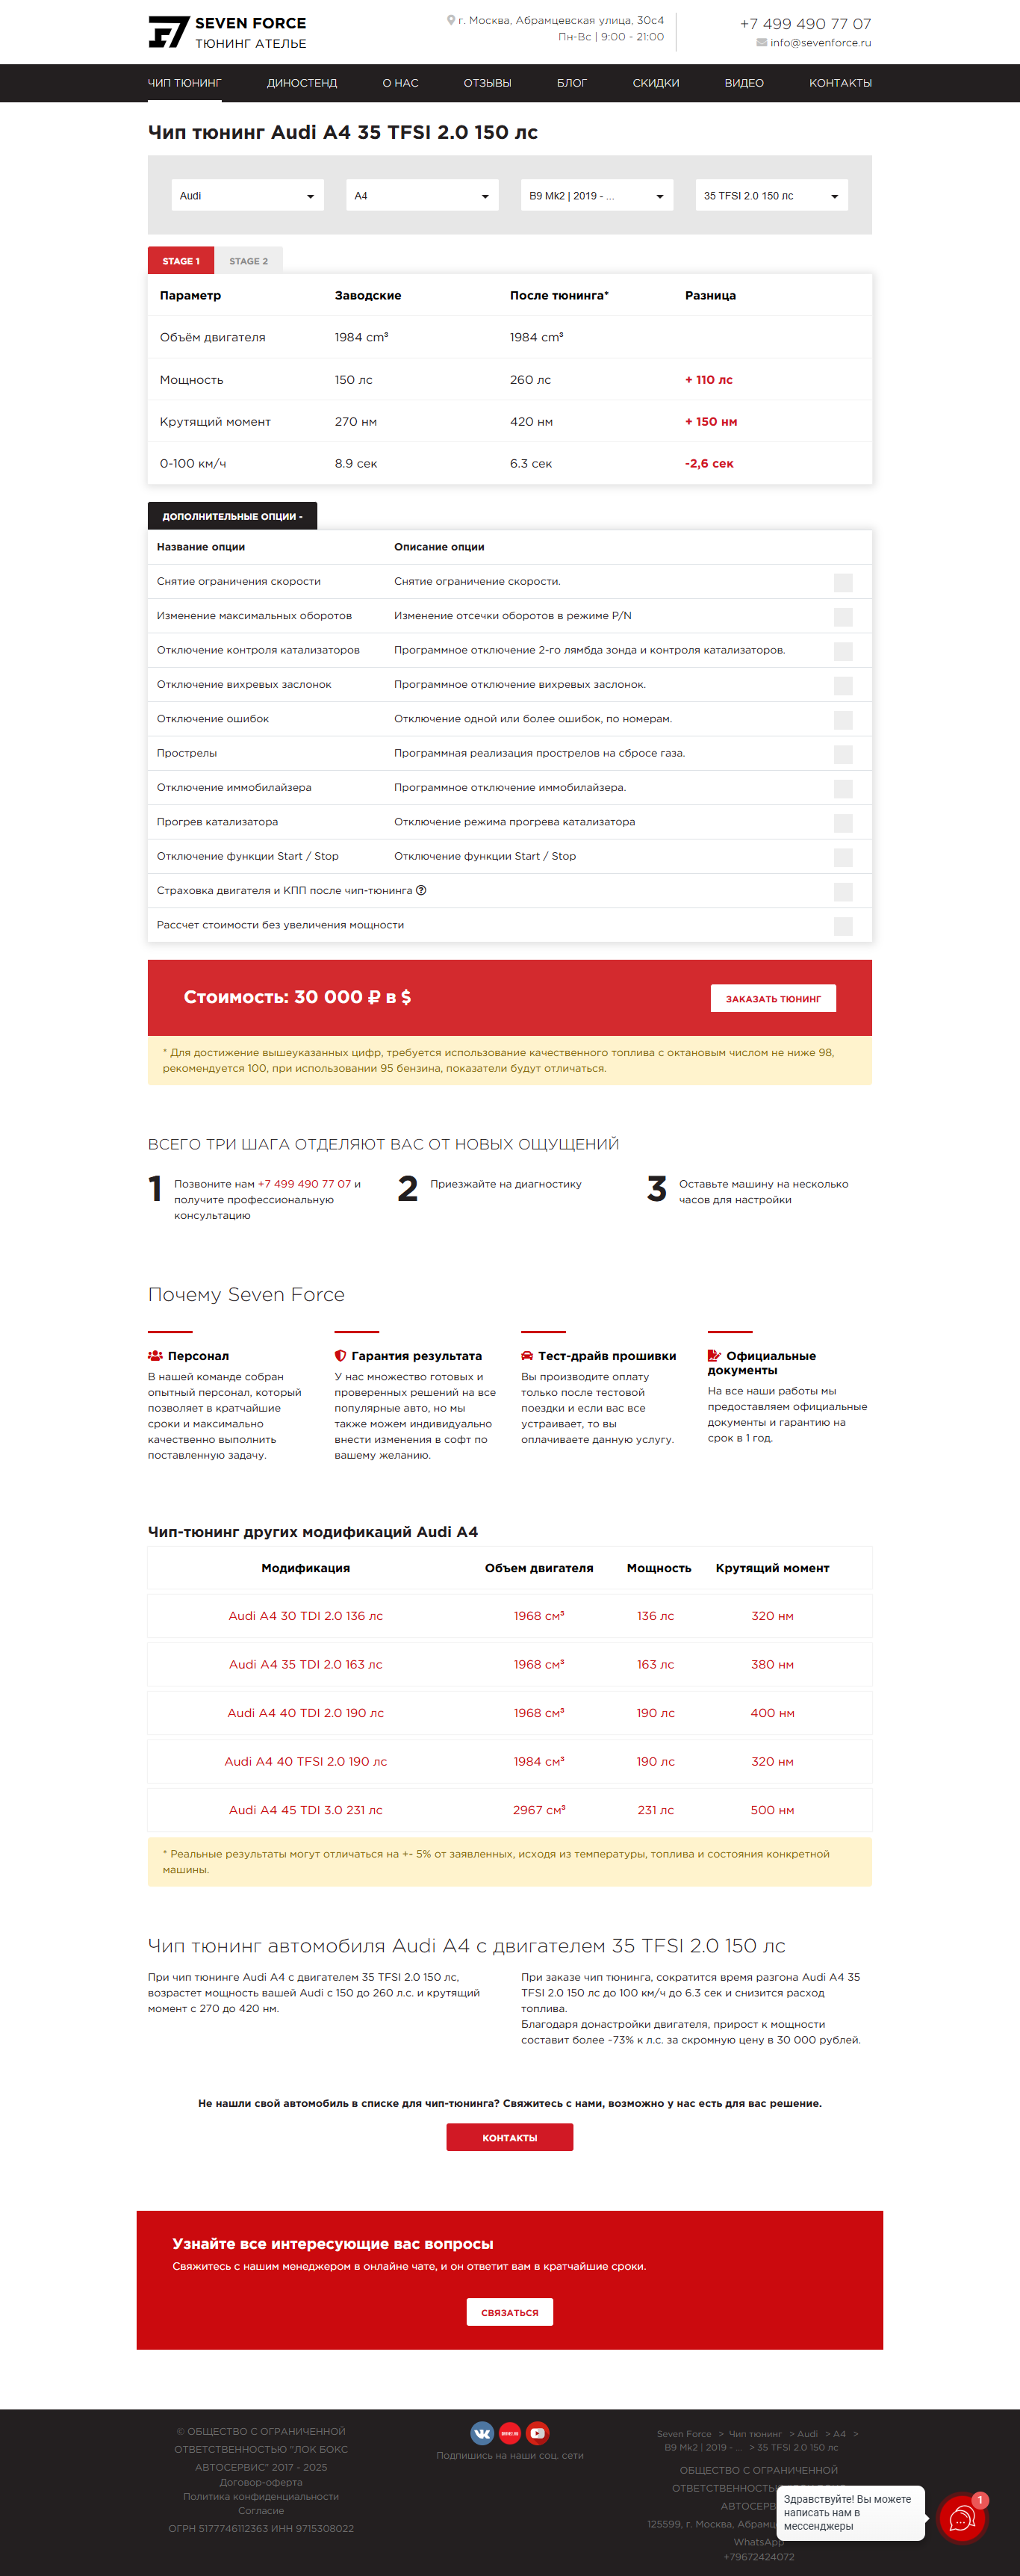 SEVEN FORCE
ТЮНИНГ АТЕЛЬЕ
г. Москва, Абрамцевская улица, 30с4
Пн-Вс | 9:00 - 21:00
+7 499 490 77 07
info@sevenforce.ru
ЧИП ТЮНИНГ ДИНОСТЕНД О НАС ОТЗЫВЫ БЛОГ СКИДКИ ВИДЕО КОНТАКТЫ
Чип тюнинг Audi A4 35 TFSI 2.0 150 лс
Audi A4 B9 Mk2 | 2019 - ... 35 TFSI 2.0 150 лс
STAGE 1 STAGE 2
Параметр Заводские После тюнинга* Разница
Объём двигателя 1984 cm³ 1984 cm³
Мощность 150 лс 260 лс + 110 лс
Крутящий момент 270 нм 420 нм + 150 нм
0-100 км/ч 8.9 сек 6.3 сек -2,6 сек
ДОПОЛНИТЕЛЬНЫЕ ОПЦИИ -
Название опции Описание опции
Снятие ограничения скорости Снятие ограничение скорости.
Изменение максимальных оборотов Изменение отсечки оборотов в режиме P/N
Отключение контроля катализаторов Программное отключение 2-го лямбда зонда и контроля катализаторов.
Отключение вихревых заслонок Программное отключение вихревых заслонок.
Отключение ошибок Отключение одной или более ошибок, по номерам.
Прострелы Программная реализация прострелов на сбросе газа.
Отключение иммобилайзера Программное отключение иммобилайзера.
Прогрев катализатора Отключение режима прогрева катализатора
Отключение функции Start / Stop Отключение функции Start / Stop
Страховка двигателя и КПП после чип-тюнинга ?
Рассчет стоимости без увеличения мощности
Стоимость: 30 000 ₽ в $
ЗАКАЗАТЬ ТЮНИНГ
* Для достижение вышеуказанных цифр, требуется использование качественного топлива с октановым числом не ниже 98,
рекомендуется 100, при использовании 95 бензина, показатели будут отличаться.
ВСЕГО ТРИ ШАГА ОТДЕЛЯЮТ ВАС ОТ НОВЫХ ОЩУЩЕНИЙ
1 Позвоните нам +7 499 490 77 07 и
получите профессиональную
консультацию
2 Приезжайте на диагностику
3 Оставьте машину на несколько
часов для настройки
Почему Seven Force
Персонал
В нашей команде собран
опытный персонал, который
позволяет в кратчайшие
сроки и максимально
качественно выполнить
поставленную задачу.
Гарантия результата
У нас множество готовых и
проверенных решений на все
популярные авто, но мы
также можем индивидуально
внести изменения в софт по
вашему желанию.
Тест-драйв прошивки
Вы производите оплату
только после тестовой
поездки и если вас все
устраивает, то вы
оплачиваете данную услугу.
Официальные
документы
На все наши работы мы
предоставляем официальные
документы и гарантию на
срок в 1 год.
Чип-тюнинг других модификаций Audi A4
Модификация Объем двигателя Мощность Крутящий момент
Audi A4 30 TDI 2.0 136 лс 1968 см³ 136 лс 320 нм
Audi A4 35 TDI 2.0 163 лс 1968 см³ 163 лс 380 нм
Audi A4 40 TDI 2.0 190 лс 1968 см³ 190 лс 400 нм
Audi A4 40 TFSI 2.0 190 лс 1984 см³ 190 лс 320 нм
Audi A4 45 TDI 3.0 231 лс 2967 см³ 231 лс 500 нм
* Реальные результаты могут отличаться на +- 5% от заявленных, исходя из температуры, топлива и состояния конкретной
машины.
Чип тюнинг автомобиля Audi A4 с двигателем 35 TFSI 2.0 150 лс
При чип тюнинге Audi A4 с двигателем 35 TFSI 2.0 150 лс,
возрастет мощность вашей Audi с 150 до 260 л.с. и крутящий
момент с 270 до 420 нм.
При заказе чип тюнинга, сократится время разгона Audi A4 35
TFSI 2.0 150 лс до 100 км/ч до 6.3 сек и снизится расход
топлива.
Благодаря донастройки двигателя, прирост к мощности
составит более ~73% к л.с. за скромную цену в 30 000 рублей.
Не нашли свой автомобиль в списке для чип-тюнинга? Свяжитесь с нами, возможно у нас есть для вас решение.
КОНТАКТЫ
Узнайте все интересующие вас вопросы
Свяжитесь с нашим менеджером в онлайне чате, и он ответит вам в кратчайшие сроки.
СВЯЗАТЬСЯ
© ОБЩЕСТВО С ОГРАНИЧЕННОЙ
ОТВЕТСТВЕННОСТЬЮ "ЛОК БОКС
АВТОСЕРВИС" 2017 - 2025
Договор-оферта
Политика конфиденциальности
Согласие
ОГРН 5177746112363 ИНН 9715308022
Подпишись на наши соц. сети
Seven Force > Чип тюнинг > Audi > A4 >
B9 Mk2 | 2019 - ... > 35 TFSI 2.0 150 лс
ОБЩЕСТВО С ОГРАНИЧЕННОЙ
125599, г. Москва,
WhatsApp
+79672424072
Здравствуйте! Вы можете
написать нам в
мессенджеры
1